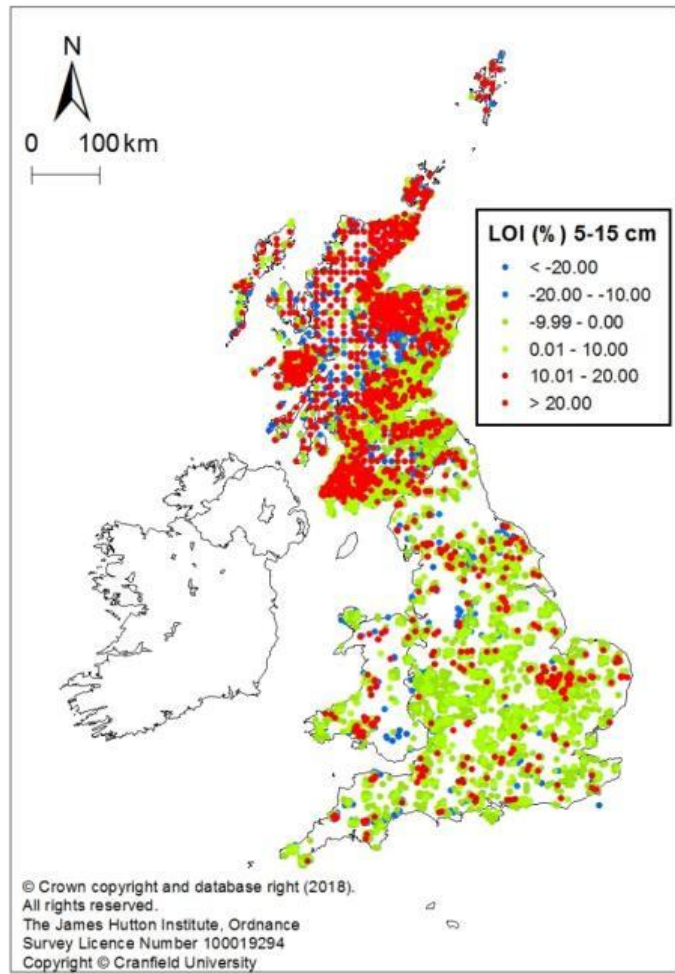 N
0 100 km
LOI (%) 5-15 cm
< -20.00
-20.00 - -10.00
-9.99 - 0.00
0.01 - 10.00
10.01 - 20.00
> 20.00
© Crown copyright and database right (2018).
All rights reserved.
The James Hutton Institute, Ordnance
Survey Licence Number 100019294
Copyright © Cranfield University